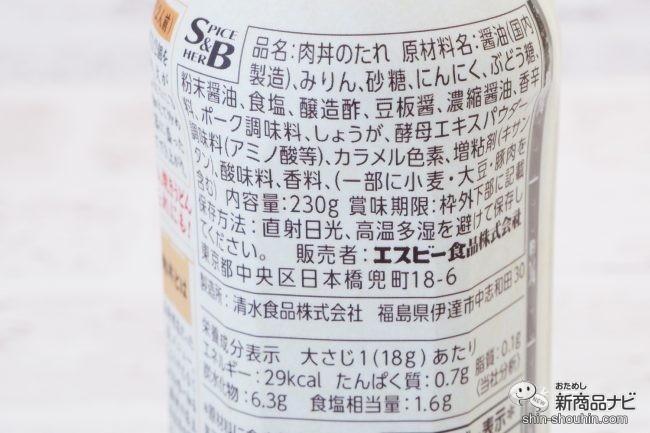 SPICE
S&B
HERB
品名:肉丼のたれ 原材料名:醤油(国内
製造)、みりん、砂糖、にんにく、ぶどう糖、
粉末醤油、食塩、醸造酢、豆板醤、濃縮醤油、香辛
料、ポーク調味料、しょうが、酵母エキスパウダー
調味料(アミノ酸等)、カラメル色素、増粘剤(キサン
タン)、酸味料、香料、(一部に小麦・大豆・豚肉を
含む) 内容量:230g 賞味期限:枠外下部に記載
保存方法:直射日光、高温多湿を避けて保存し
てください。 販売者:エスビー食品株式会社
東京都中央区日本橋兜町18-6
製造所:清水食品株式会社 福島県伊達市中志和田30
栄養成分表示 大さじ1(18g)あたり
エネルギー:29kcal たんぱく質:0.7g 脂質:0.1g
炭水化物:6.3g 食塩相当量:1.6g (当社分析)
おためし
新商品ナビ
shin-shouhin.com